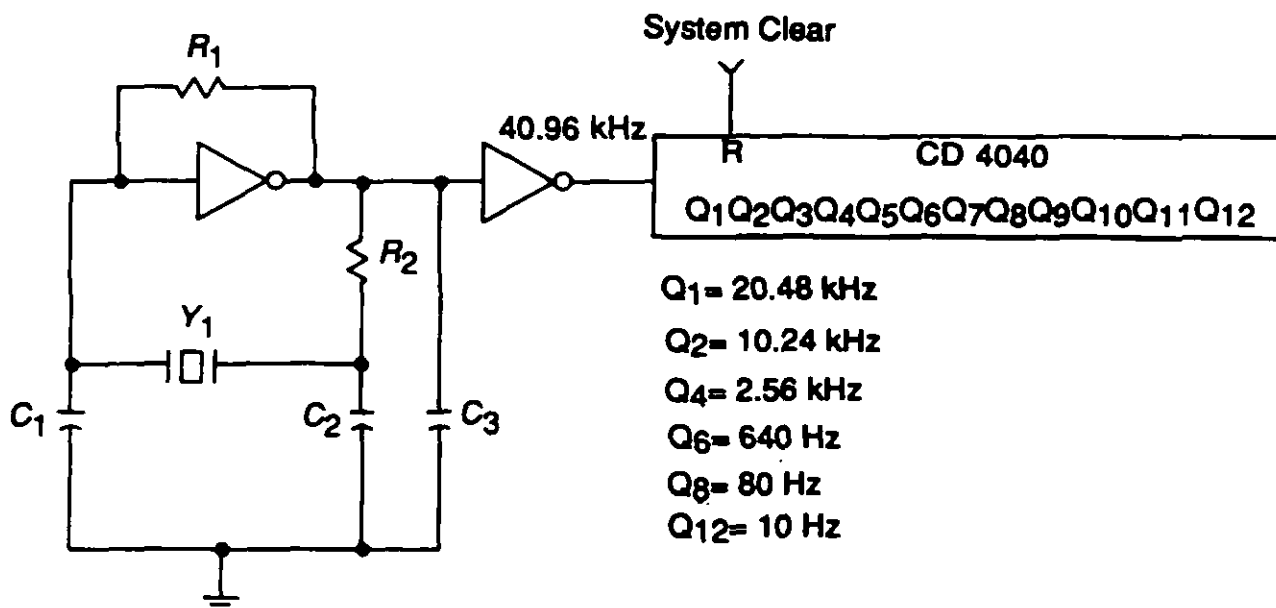 System Clear
R1
40.96 kHz
R
CD 4040
Q1Q2Q3Q4Q5Q6Q7Q8Q9Q10Q11Q12
R2
Y1
C1
C2
C3
Q1= 20.48 kHz
Q2= 10.24 kHz
Q4= 2.56 kHz
Q6= 640 Hz
Q8= 80 Hz
Q12= 10 Hz